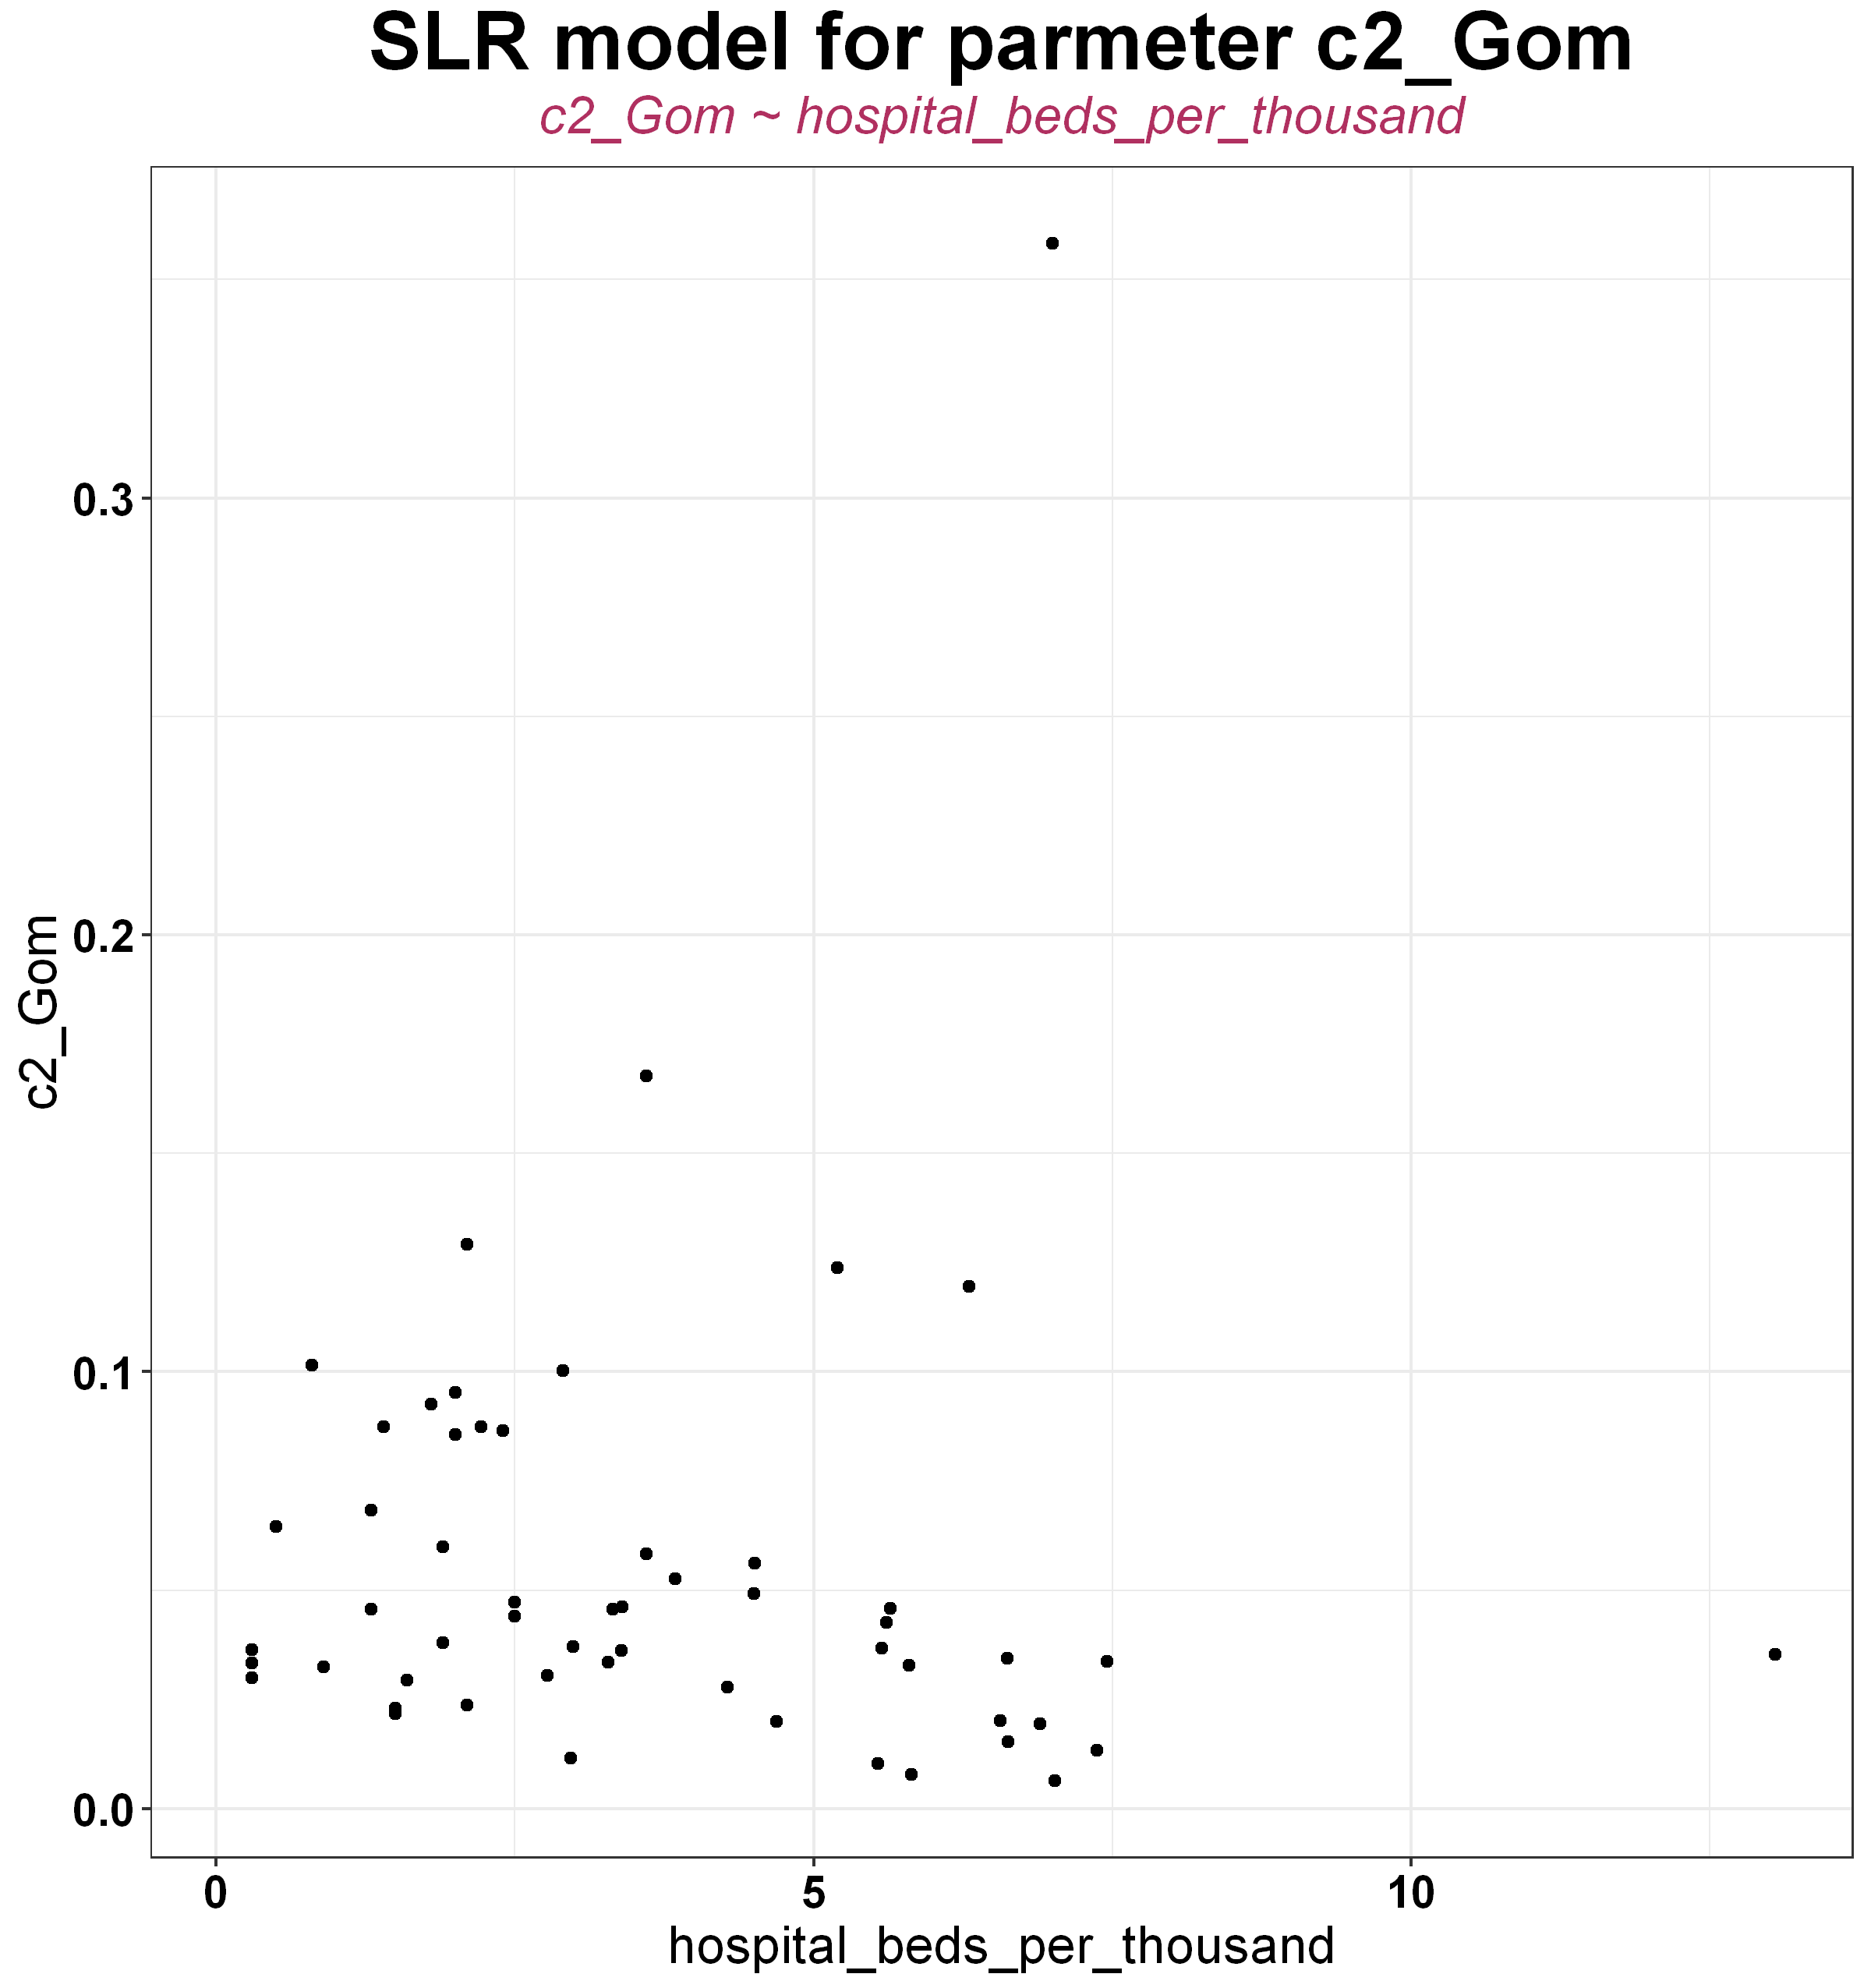 SLR model for parmeter c2_Gom
c2_Gom ~ hospital_beds_per_thousand
0.3
0.2
0.1
0.0
c2_Gom
0 5 10
hospital_beds_per_thousand